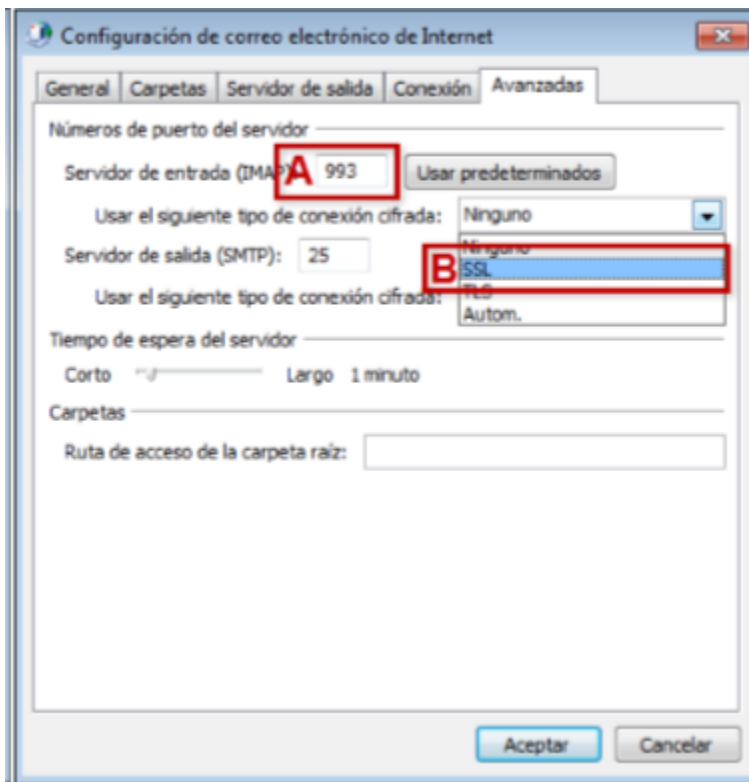 Configuración de correo electrónico de Internet
General Carpetas Servidor de salida Conexión Avanzadas
Números de puerto del servidor
Servidor de entrada (IMAP) A 993 Usar predeterminados
Usar el siguiente tipo de conexión cifrada: Ninguno
Ninguno
Servidor de salida (SMTP): 25
B SSL
Usar el siguiente tipo de conexión cifrada: TLS
Autom.
Tiempo de espera del servidor
Corto Largo 1 minuto
Carpetas
Ruta de acceso de la carpeta raíz:
Aceptar Cancelar